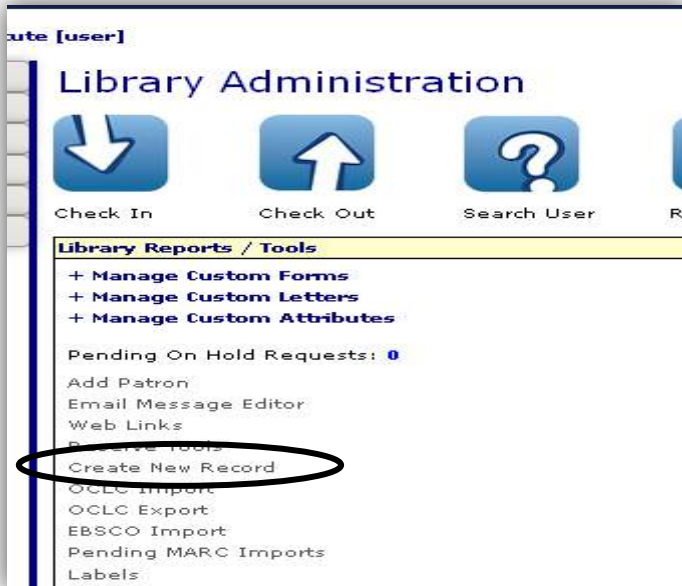 ute [user]
Library Administration
Check In Check Out Search User R
Library Reports / Tools
+ Manage Custom Forms
+ Manage Custom Letters
+ Manage Custom Attributes
Pending On Hold Requests: 0
Add Patron
Email Message Editor
Web Links
Reserve Tools
Create New Record
OCLC Import
OCLC Export
EBSCO Import
Pending MARC Imports
Labels